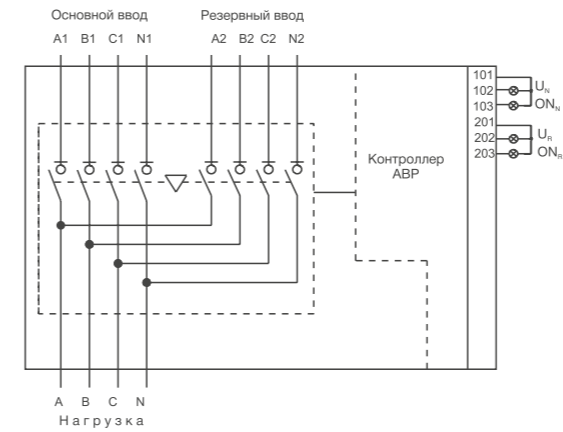 Основной ввод Резервный ввод
A1 B1 C1 N1 A2 B2 C2 N2
101
102 UN
103 ONN
201
202 UR
203 ONR
Контроллер
АВР
A B C N
Нагрузка